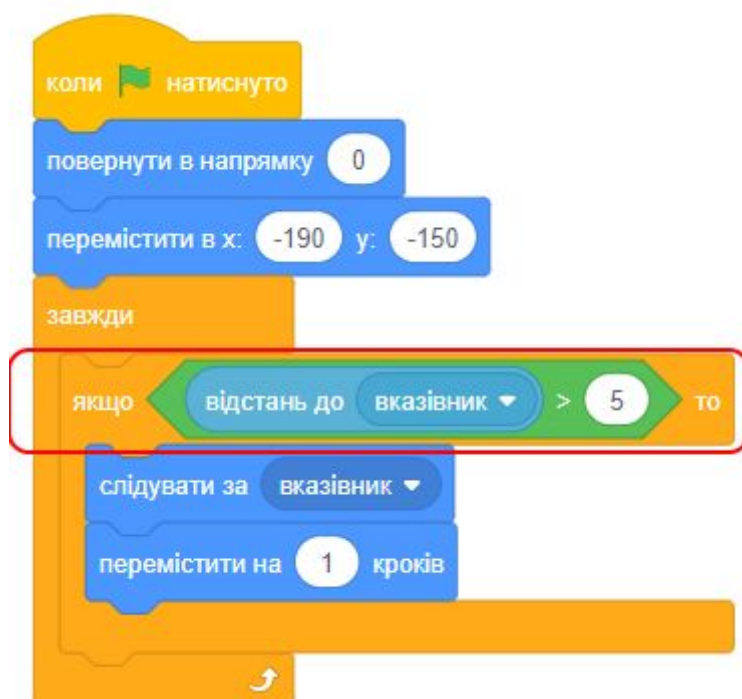 коли натиснуто
повернути в напрямку 0
перемістити в x: -190 y: -150
завжди
якщо відстань до вказівник > 5 то
слідувати за вказівник
перемістити на 1 кроків